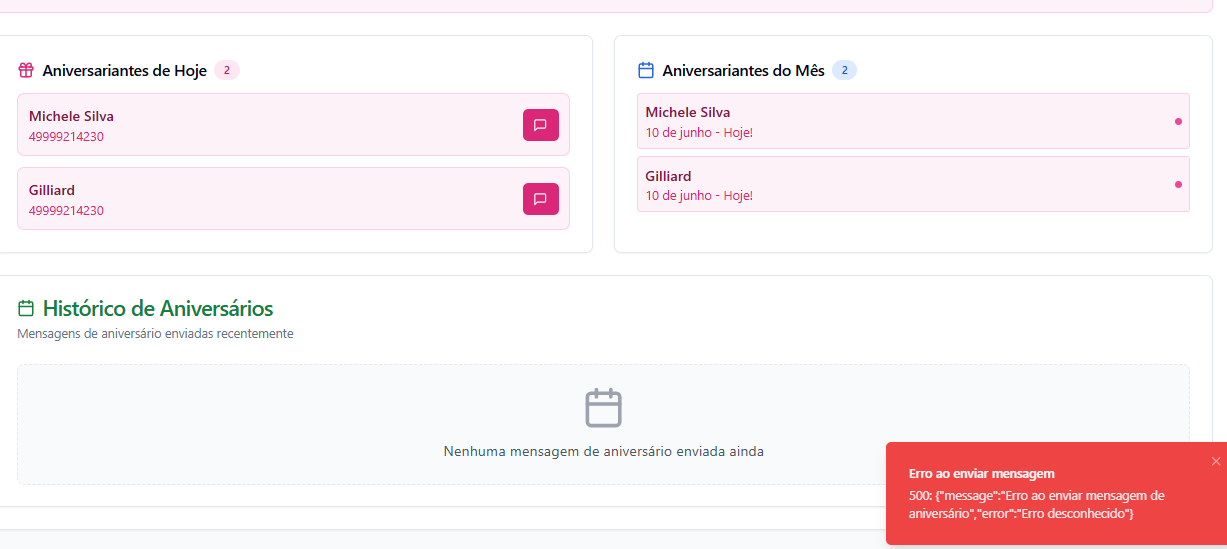 Aniversariantes de Hoje 2
Michele Silva
49999214230
Gilliard
49999214230
Aniversariantes do Mês 2
Michele Silva
10 de junho - Hoje!
Gilliard
10 de junho - Hoje!
Histórico de Aniversários
Mensagens de aniversário enviadas recentemente
Nenhuma mensagem de aniversário enviada ainda
Erro ao enviar mensagem
500: {"message":"Erro ao enviar mensagem de
aniversário","error":"Erro desconhecido"}